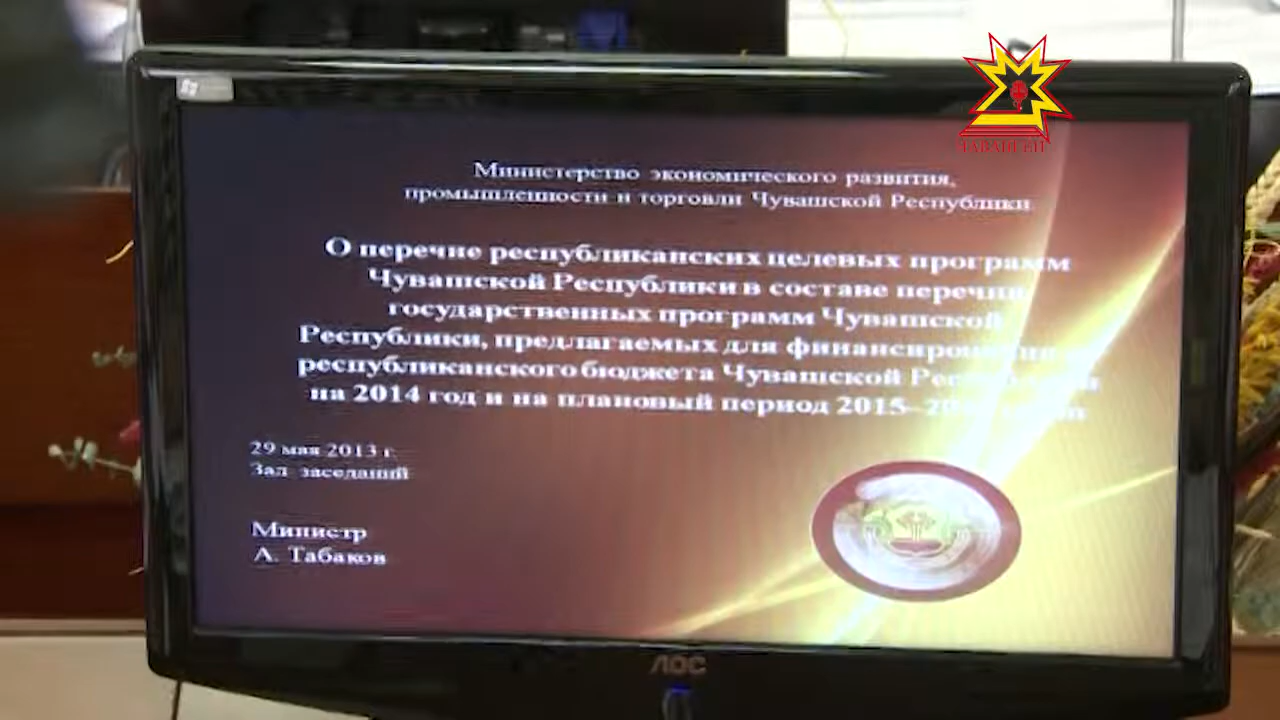 Министерство экономического развития,
промышленности и торговли Чувашской Республики
О перечне республиканских целевых программ
Чувашской Республики в составе перечня
государственных программ Чувашской
Республики, предлагаемых для финансирования
республиканского бюджета Чувашской Республики
на 2014 год и на плановый период 2015–
29 мая 2013 г.
Зал заседаний
Министр
А. Табаков
AOC